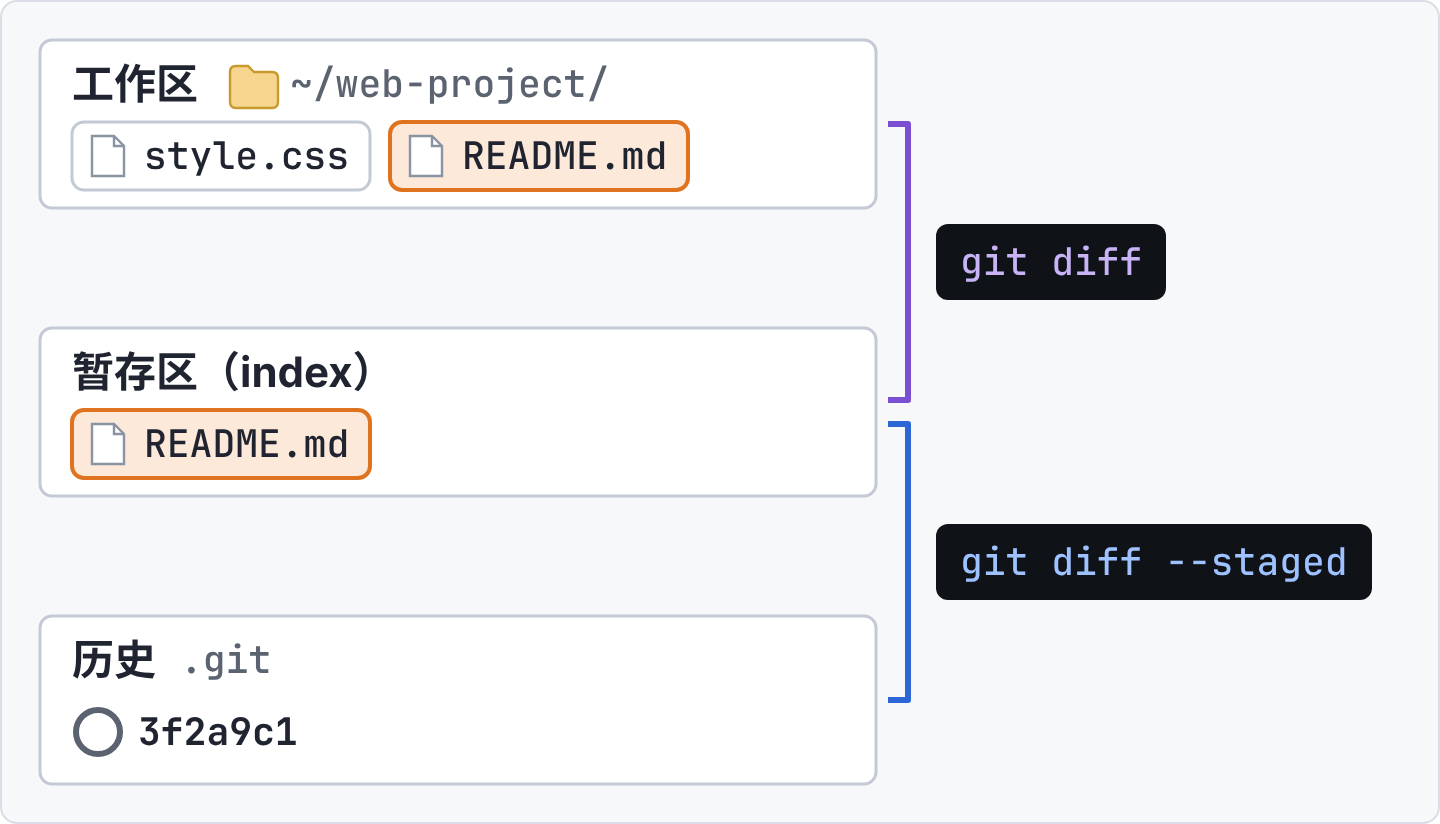 工作区 ~/web-project/
style.css README.md
git diff
暂存区（index）
README.md
git diff --staged
历史 .git
3f2a9c1